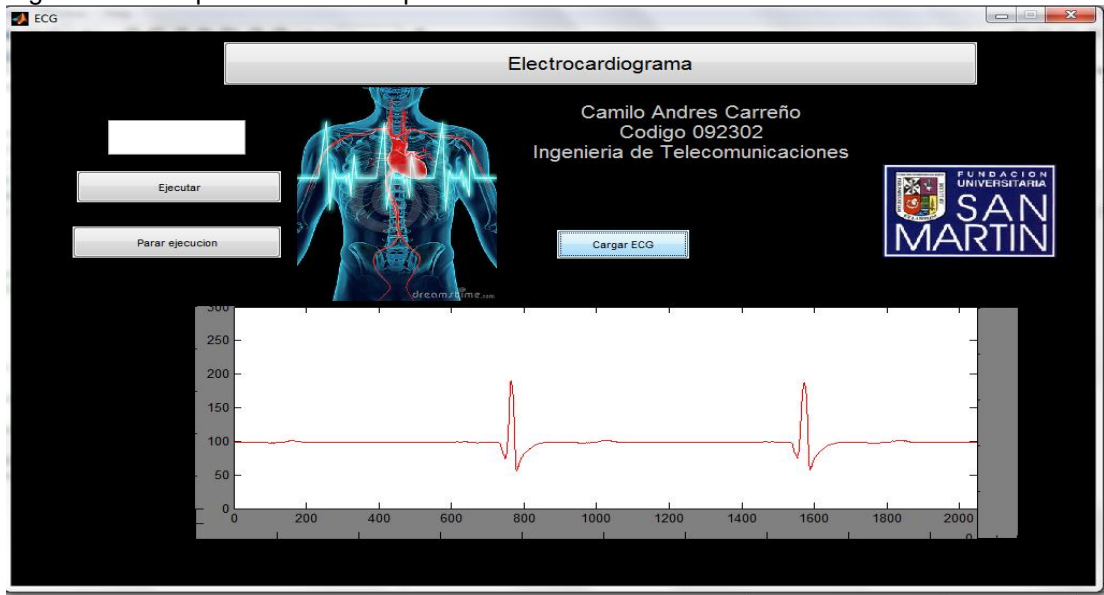 ECG
Electrocardiograma
Camilo Andres Carreño
Codigo 092302
Ingenieria de Telecomunicaciones
Ejecutar
Parar ejecucion
Cargar ECG
FUNDACION
UNIVERSITARIA
SAN
MARTIN
dreamstime.com
300
250
200
150
100
50
0
0 200 400 600 800 1000 1200 1400 1600 1800 2000
0